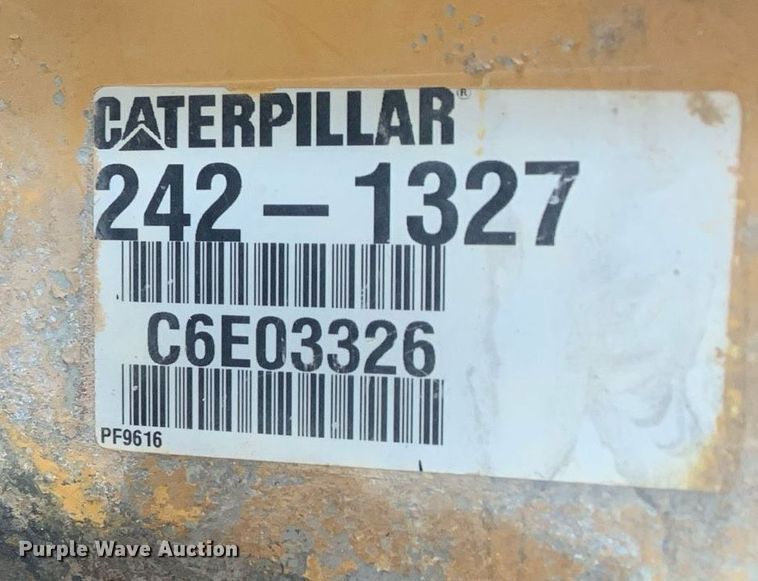 CATERPILLAR®
242-1327
C6E03326
PF9616
Purple Wave Auction